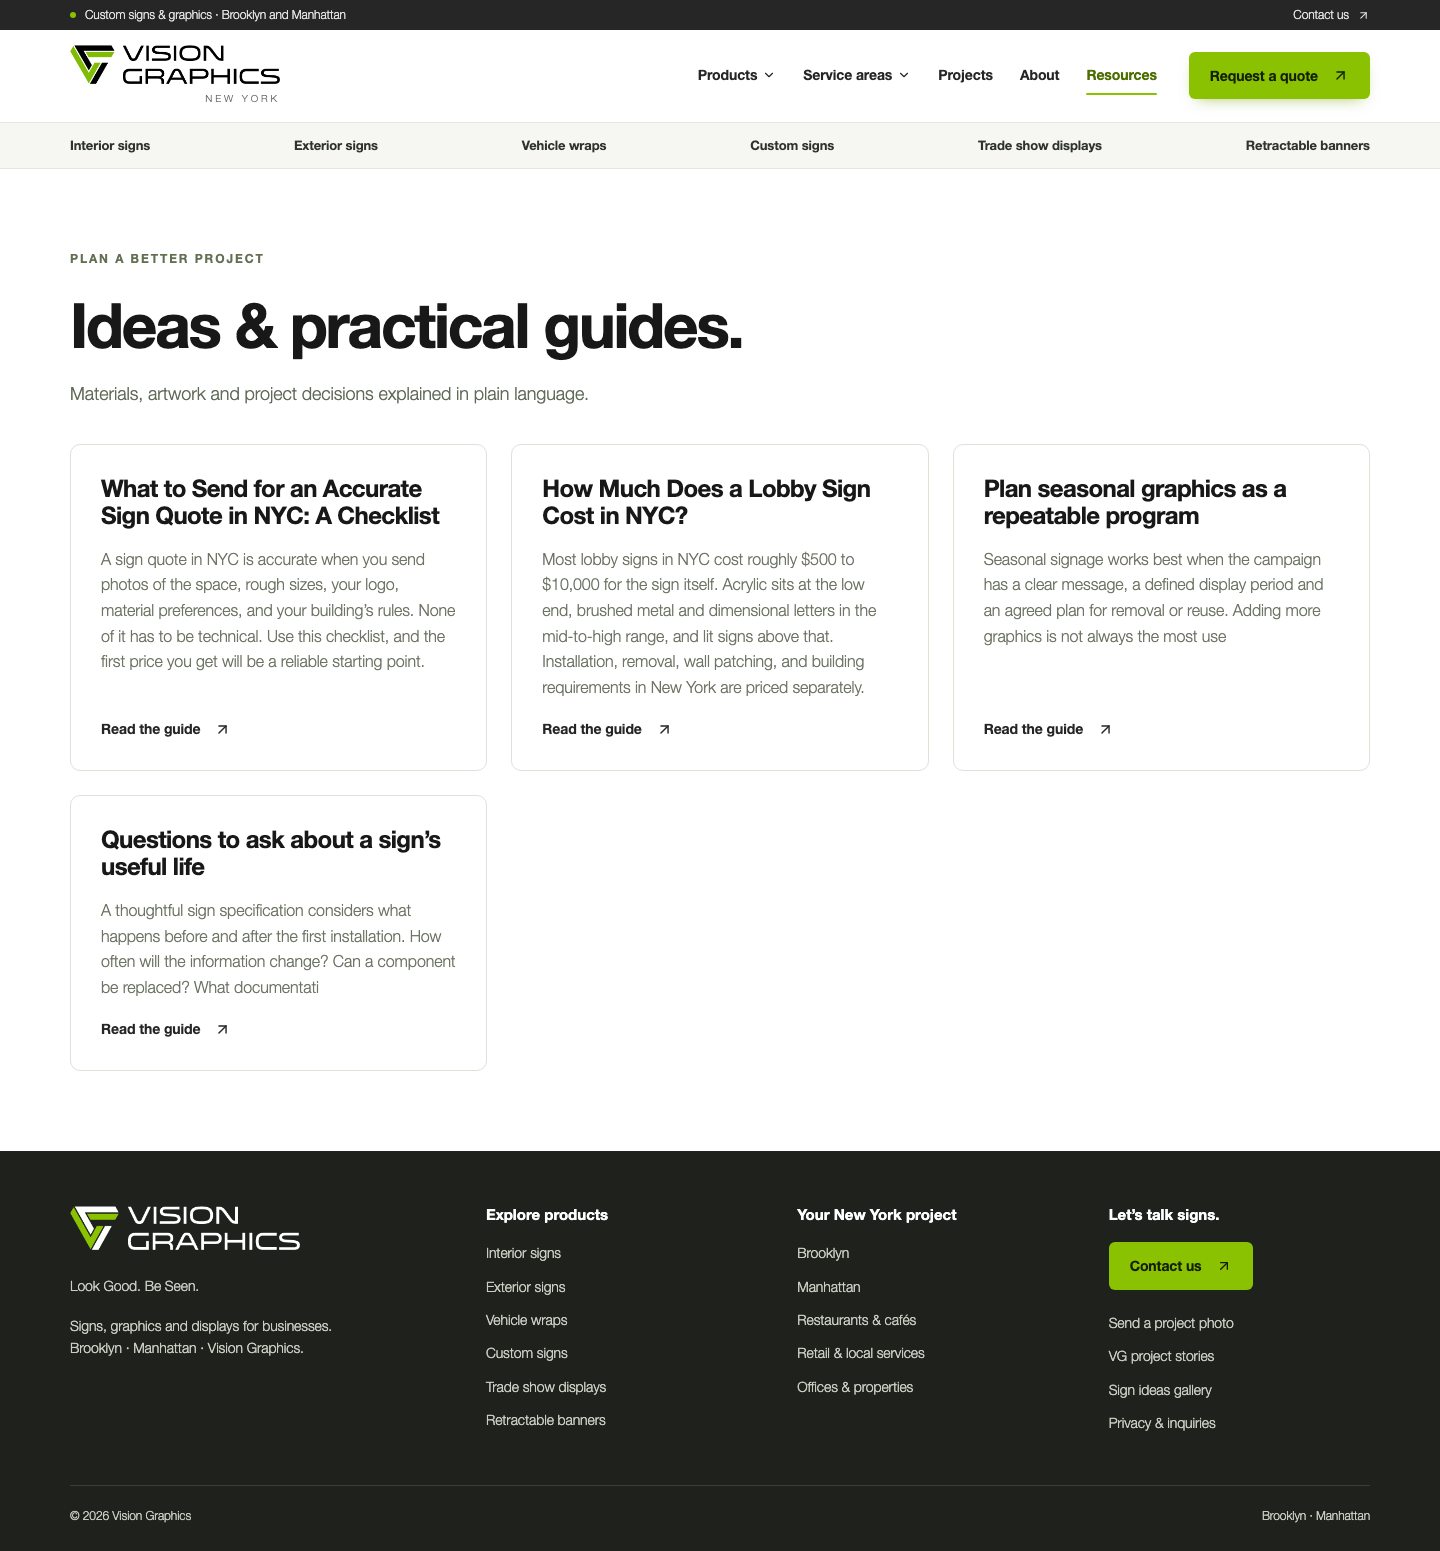 Custom signs & graphics · Brooklyn and Manhattan
Contact us
VISION
GRAPHICS
NEW YORK
Products
Service areas
Projects
About
Resources
Request a quote
Interior signs
Exterior signs
Vehicle wraps
Custom signs
Trade show displays
Retractable banners
PLAN A BETTER PROJECT
Ideas & practical guides.
Materials, artwork and project decisions explained in plain language.
What to Send for an Accurate
Sign Quote in NYC: A Checklist
A sign quote in NYC is accurate when you send
photos of the space, rough sizes, your logo,
material preferences, and your building’s rules. None
of it has to be technical. Use this checklist, and the
first price you get will be a reliable starting point.
Read the guide
How Much Does a Lobby Sign
Cost in NYC?
Most lobby signs in NYC cost roughly $500 to
$10,000 for the sign itself. Acrylic sits at the low
end, brushed metal and dimensional letters in the
mid-to-high range, and lit signs above that.
Installation, removal, wall patching, and building
requirements in New York are priced separately.
Read the guide
Plan seasonal graphics as a
repeatable program
Seasonal signage works best when the campaign
has a clear message, a defined display period and
an agreed plan for removal or reuse. Adding more
graphics is not always the most use
Read the guide
Questions to ask about a sign’s
useful life
A thoughtful sign specification considers what
happens before and after the first installation. How
often will the information change? Can a component
be replaced? What documentati
Read the guide
VISION
GRAPHICS
Look Good. Be Seen.
Signs, graphics and displays for businesses.
Brooklyn · Manhattan · Vision Graphics.
Explore products
Interior signs
Exterior signs
Vehicle wraps
Custom signs
Trade show displays
Retractable banners
Your New York project
Brooklyn
Manhattan
Restaurants & cafés
Retail & local services
Offices & properties
Let’s talk signs.
Contact us
Send a project photo
VG project stories
Sign ideas gallery
Privacy & inquiries
© 2026 Vision Graphics
Brooklyn · Manhattan